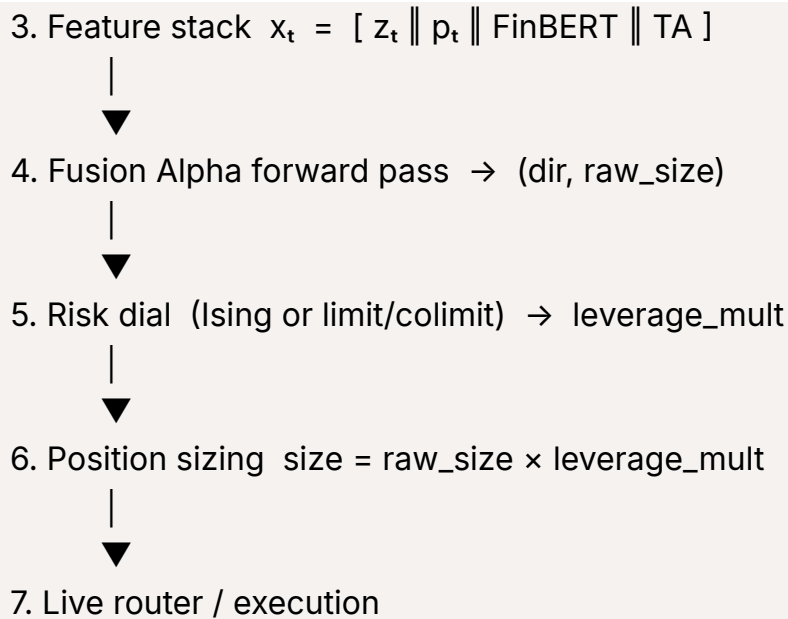 3. Feature stack  xₜ  =  [ zₜ ‖ pₜ ‖ FinBERT ‖ TA ]
│
▼
4. Fusion Alpha forward pass  →  (dir, raw_size)
│
▼
5. Risk dial  (Ising or limit/colimit)  →  leverage_mult
│
▼
6. Position sizing  size = raw_size × leverage_mult
│
▼
7. Live router / execution